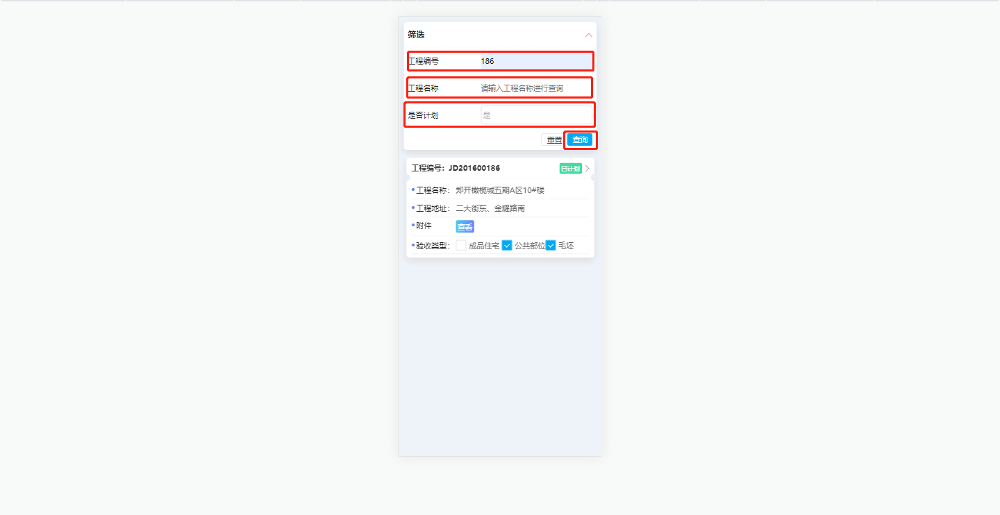 筛选
工程编号 186
工程名称 请输入工程名称进行查询
是否计划 是
重置 查询
工程编号：JD201600186 已计划
工程名称： 郑开橄榄城五期A区10#楼
工程地址： 二大街东、金耀路南
附件 查看
验收类型： 成品住宅 公共部位 毛坯